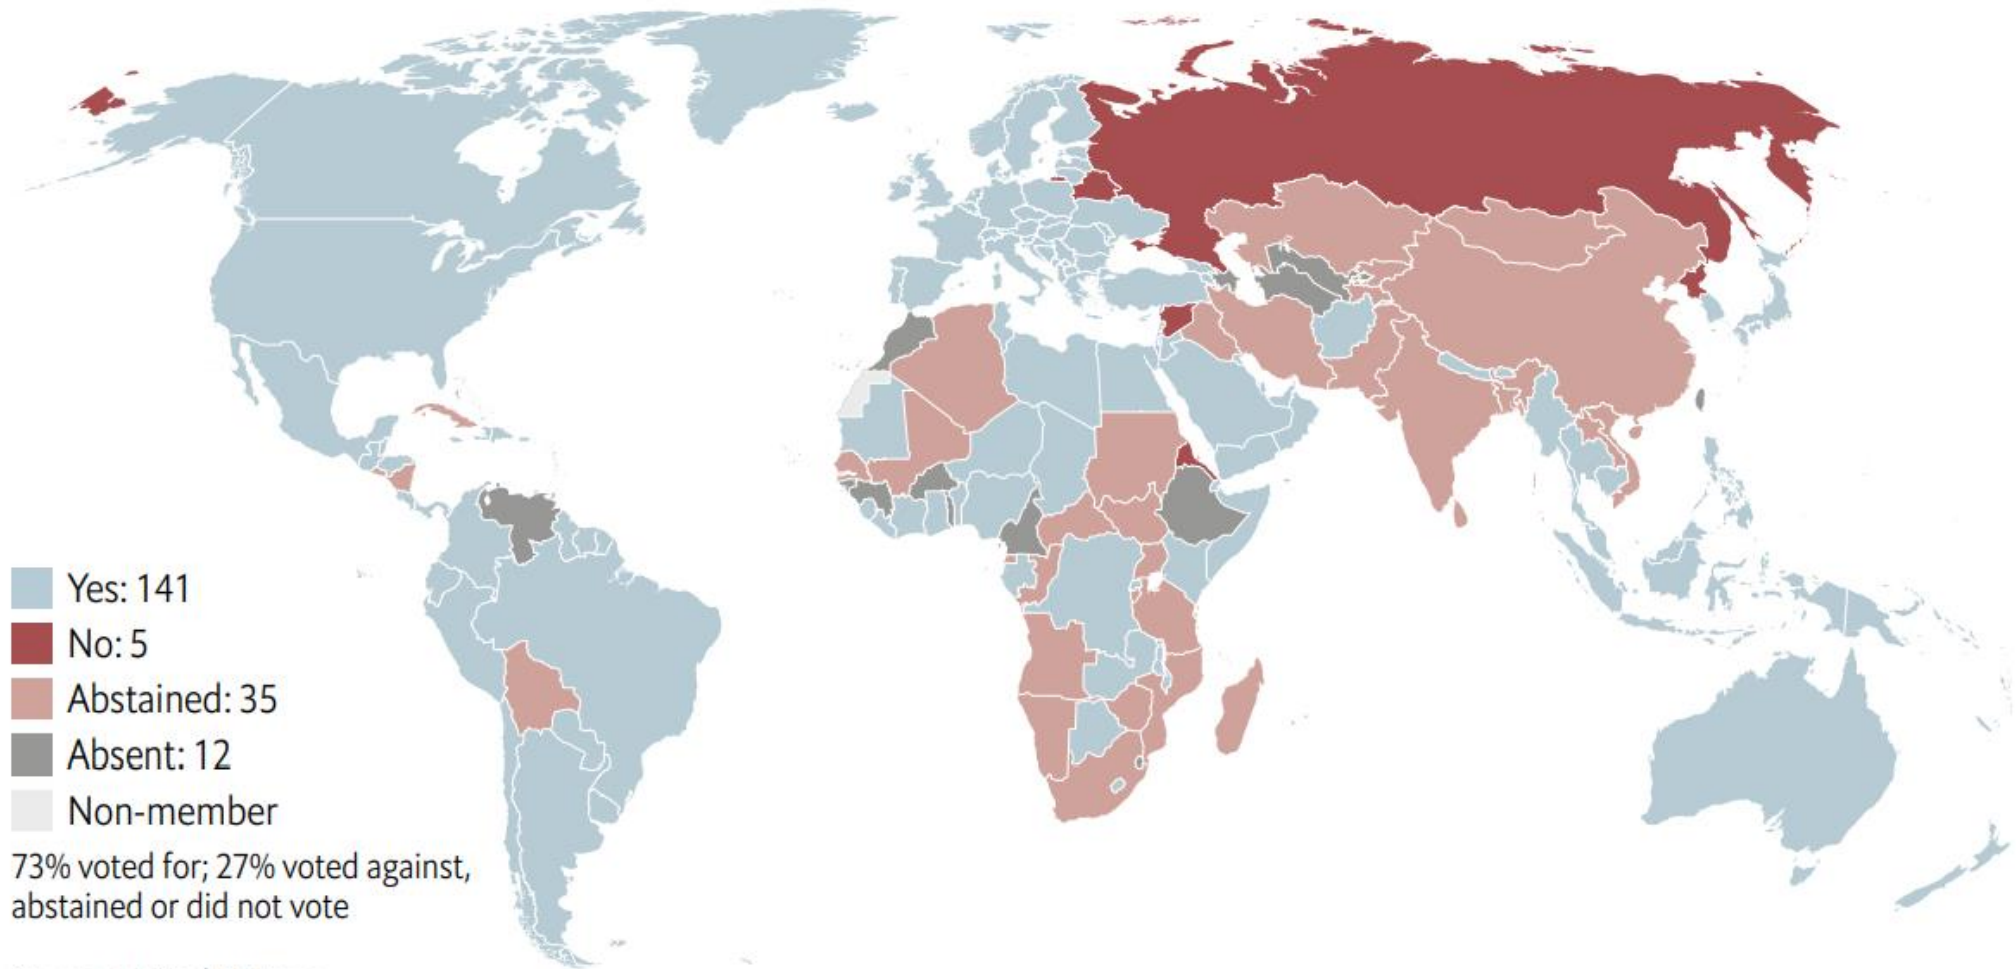 Yes: 141
No: 5
Abstained: 35
Absent: 12
Non-member
73% voted for; 27% voted against,
abstained or did not vote